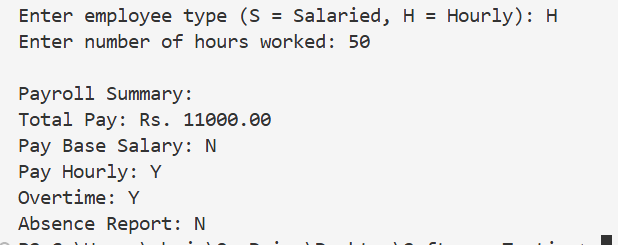 Enter employee type (S = Salaried, H = Hourly): H
Enter number of hours worked: 50
Payroll Summary:
Total Pay: Rs. 11000.00
Pay Base Salary: N
Pay Hourly: Y
Overtime: Y
Absence Report: N